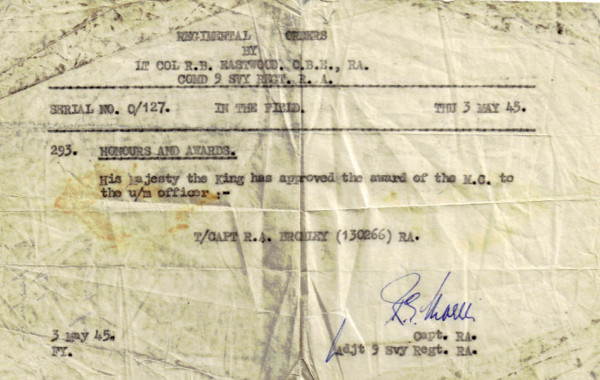 REGIMENTAL ORDERS
BY
LT COL R.B. EASTWOOD. O.B.E., RA.
COMD 9 SVY REGT. R. A.
SERIAL NO. O/127. IN THE FIELD. THU 3 MAY 45.
293. HONOURS AND AWARDS.
His majesty the King has approved the award of the M.C. to
the u/m officer :-
T/CAPT R.A. (130266) RA.
3 may 45.
FY.
Capt. RA.
Adjt 9 Svy Regt. RA.